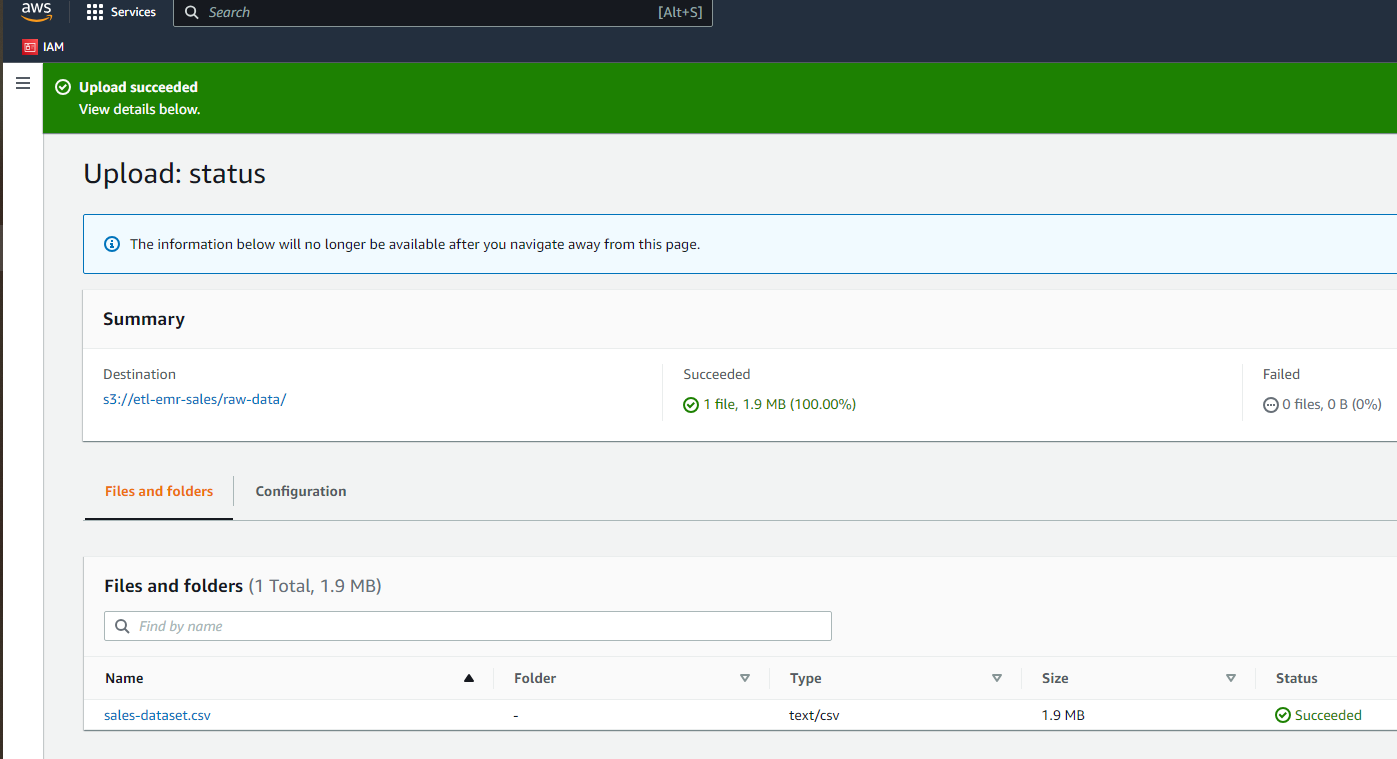 aws
Services
Search
[Alt+S]
IAM
Upload succeeded
View details below.
Upload: status
The information below will no longer be available after you navigate away from this page.
Summary
Destination
s3://etl-emr-sales/raw-data/
Succeeded
1 file, 1.9 MB (100.00%)
Failed
0 files, 0 B (0%)
Files and folders
Configuration
Files and folders (1 Total, 1.9 MB)
Find by name
Name Folder Type Size Status
sales-dataset.csv - text/csv 1.9 MB Succeeded